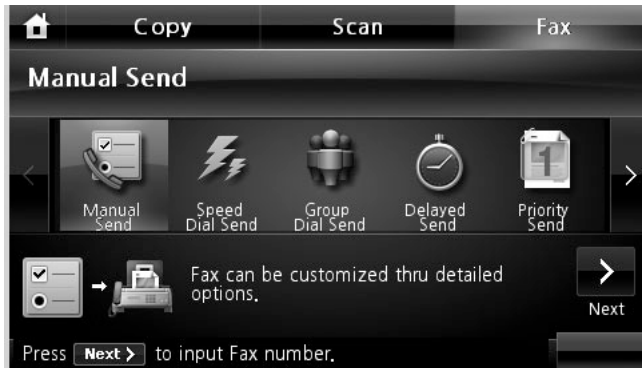 Copy Scan Fax
Manual Send
Manual Speed Group Delayed Priority
Send Dial Send Dial Send Send Send
1
Fax can be customized thru detailed
options.
Next
Press Next > to input Fax number.